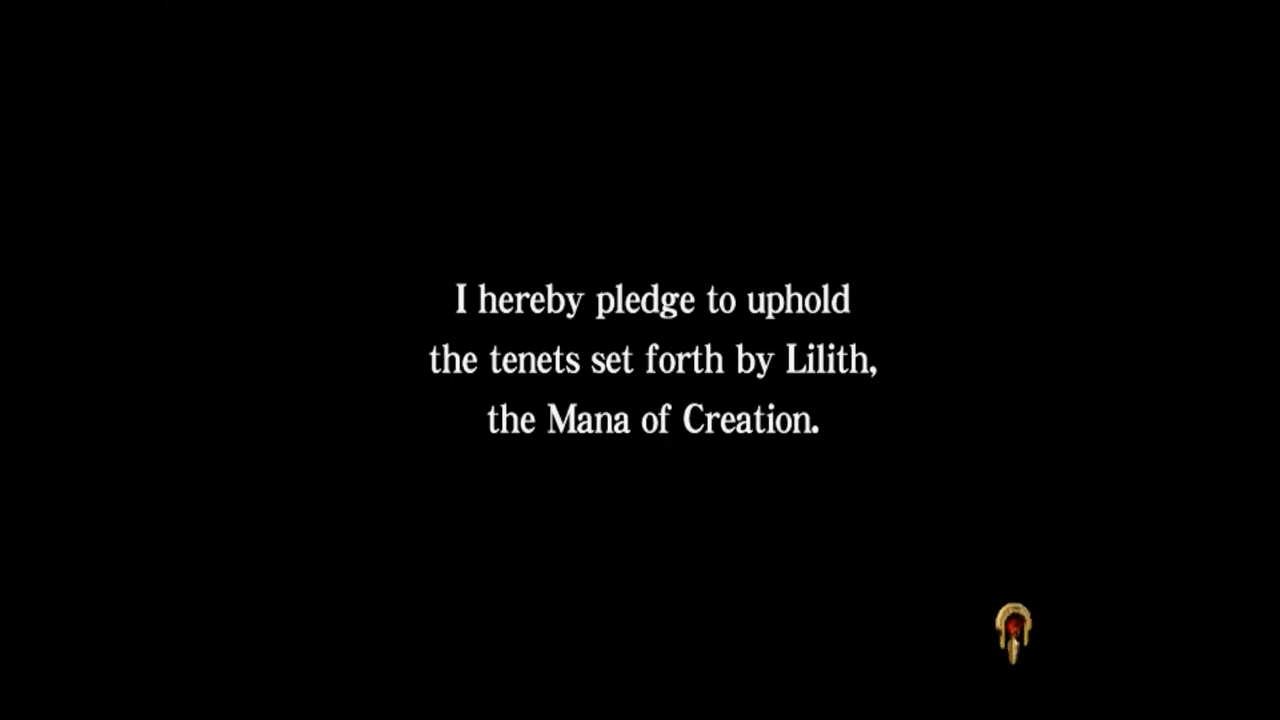 I hereby pledge to uphold
the tenets set forth by Lilith,
the Mana of Creation.